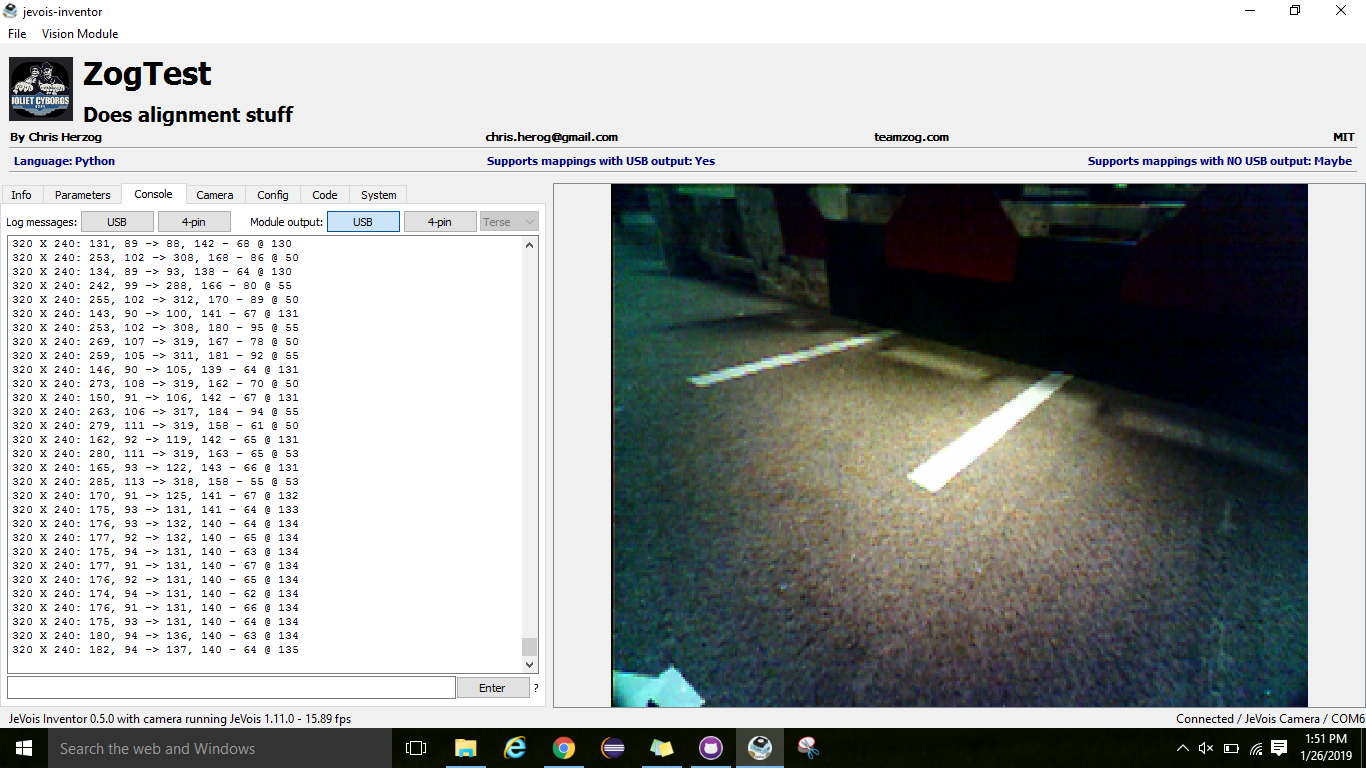 jevois-inventor
File Vision Module
JOLIET CYBORGS
ZogTest
Does alignment stuff
By Chris Herzog chris.herog@gmail.com teamzog.com MIT
Language: Python Supports mappings with USB output: Yes Supports mappings with NO USB output: Maybe
Info Parameters Console Camera Config Code System
Log messages: USB 4-pin Module output: USB 4-pin Terse
320 X 240: 131, 89 -> 88, 142 - 68 @ 130
320 X 240: 253, 102 -> 308, 168 - 86 @ 50
320 X 240: 134, 89 -> 93, 138 - 64 @ 130
320 X 240: 242, 99 -> 288, 166 - 80 @ 55
320 X 240: 255, 102 -> 312, 170 - 89 @ 50
320 X 240: 143, 90 -> 100, 141 - 67 @ 131
320 X 240: 253, 102 -> 308, 180 - 95 @ 55
320 X 240: 269, 107 -> 319, 167 - 78 @ 50
320 X 240: 259, 105 -> 311, 181 - 92 @ 55
320 X 240: 146, 90 -> 105, 139 - 64 @ 131
320 X 240: 273, 108 -> 319, 162 - 70 @ 50
320 X 240: 150, 91 -> 106, 142 - 67 @ 131
320 X 240: 263, 106 -> 317, 184 - 94 @ 55
320 X 240: 279, 111 -> 319, 158 - 61 @ 50
320 X 240: 162, 92 -> 119, 142 - 65 @ 131
320 X 240: 280, 111 -> 319, 163 - 65 @ 53
320 X 240: 165, 93 -> 122, 143 - 66 @ 131
320 X 240: 285, 113 -> 318, 158 - 55 @ 53
320 X 240: 170, 91 -> 125, 141 - 67 @ 132
320 X 240: 175, 93 -> 131, 141 - 64 @ 133
320 X 240: 176, 93 -> 132, 140 - 64 @ 134
320 X 240: 177, 92 -> 132, 140 - 65 @ 134
320 X 240: 175, 94 -> 131, 140 - 63 @ 134
320 X 240: 177, 91 -> 131, 140 - 67 @ 134
320 X 240: 176, 92 -> 131, 140 - 65 @ 134
320 X 240: 174, 94 -> 131, 140 - 62 @ 134
320 X 240: 176, 91 -> 131, 140 - 66 @ 134
320 X 240: 175, 93 -> 131, 140 - 64 @ 134
320 X 240: 180, 94 -> 136, 140 - 63 @ 134
320 X 240: 182, 94 -> 137, 140 - 64 @ 135
Enter ?
JeVois Inventor 0.5.0 with camera running JeVois 1.11.0 - 15.89 fps Connected / JeVois Camera / COM6
Search the web and Windows
1:51 PM
1/26/2019